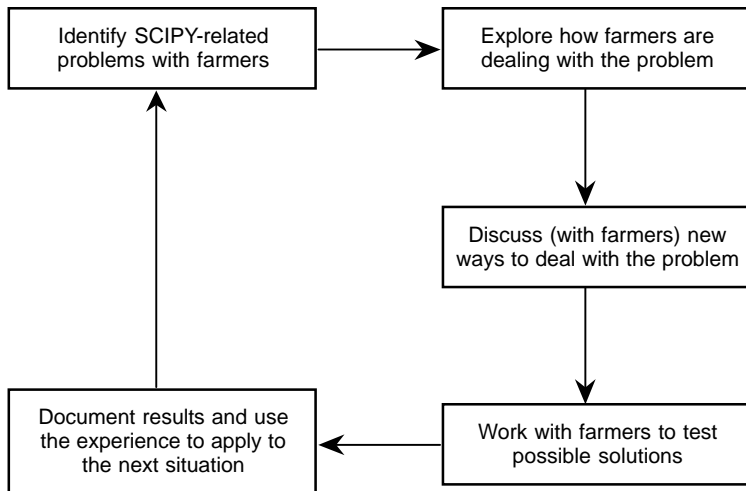 Identify SCIPY-related
problems with farmers
Explore how farmers are
dealing with the problem
Discuss (with farmers) new
ways to deal with the problem
Work with farmers to test
possible solutions
Document results and use
the experience to apply to
the next situation